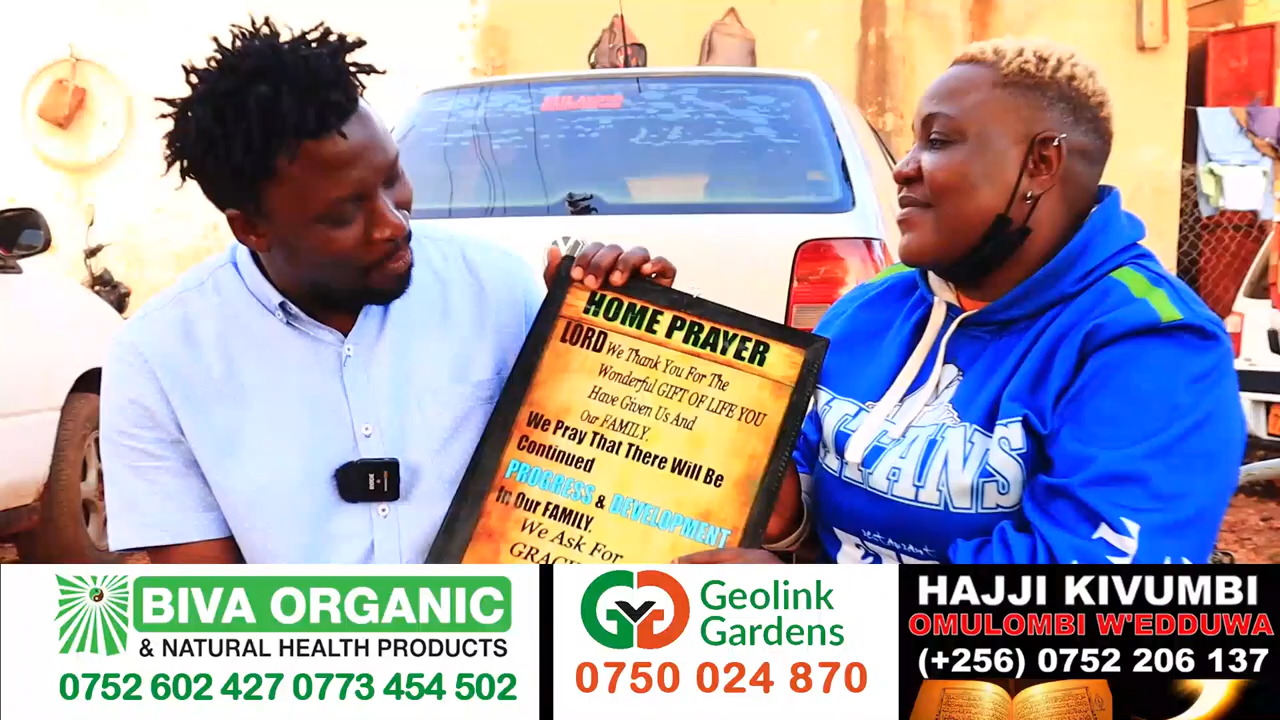 HOME PRAYER
LORD We Thank You For The
Wonderful GIFT OF LIFE YOU
Have Given Us And
Our FAMILY.
We Pray That There Will Be
Continued
PROGRESS & DEVELOPMENT
In Our FAMILY.
We Ask For
RODE
TITANS
BIVA ORGANIC
& NATURAL HEALTH PRODUCTS
0752 602 427 0773 454 502
Geolink
Gardens
0750 024 870
HAJJI KIVUMBI
OMULOMBI W'EDDUWA
(+256) 0752 206 137